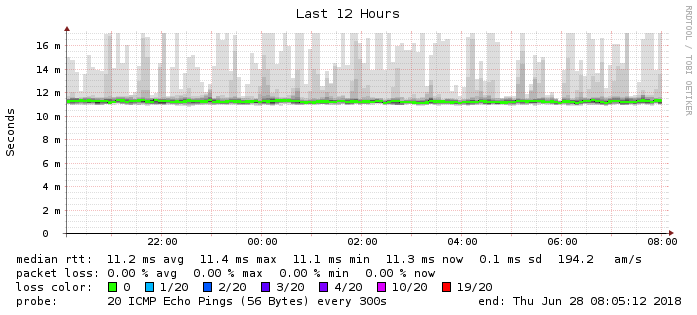 Last 12 Hours
RRDTOOL / TOBI OETIKER
Seconds
16 m
14 m
12 m
10 m
8 m
6 m
4 m
2 m
0
22:00 00:00 02:00 04:00 06:00 08:00
median rtt: 11.2 ms avg 11.4 ms max 11.1 ms min 11.3 ms now 0.1 ms sd 194.2 am/s
packet loss: 0.00 % avg 0.00 % max 0.00 % min 0.00 % now
loss color: 0 1/20 2/20 3/20 4/20 10/20 19/20
probe: 20 ICMP Echo Pings (56 Bytes) every 300s end: Thu Jun 28 08:05:12 2018